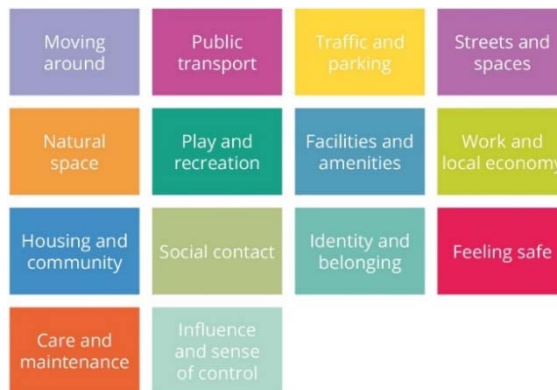 Moving
around
Public
transport
Traffic and
parking
Streets and
spaces
Natural
space
Play and
recreation
Facilities and
amenities
Work and
local economy
Housing and
community
Social contact
Identity and
belonging
Feeling safe
Care and
maintenance
Influence
and sense
of control